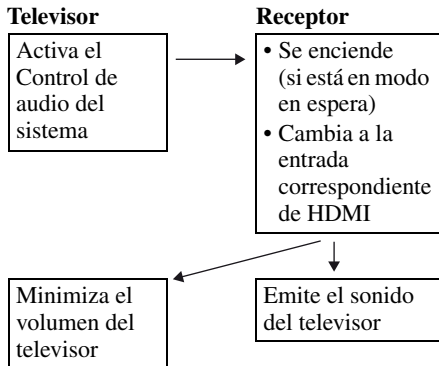 Televisor
Activa el
Control de
audio del
sistema
Receptor
• Se enciende
(si está en modo
en espera)
• Cambia a la
entrada
correspondiente
de HDMI
Minimiza el
volumen del
televisor
Emite el sonido
del televisor